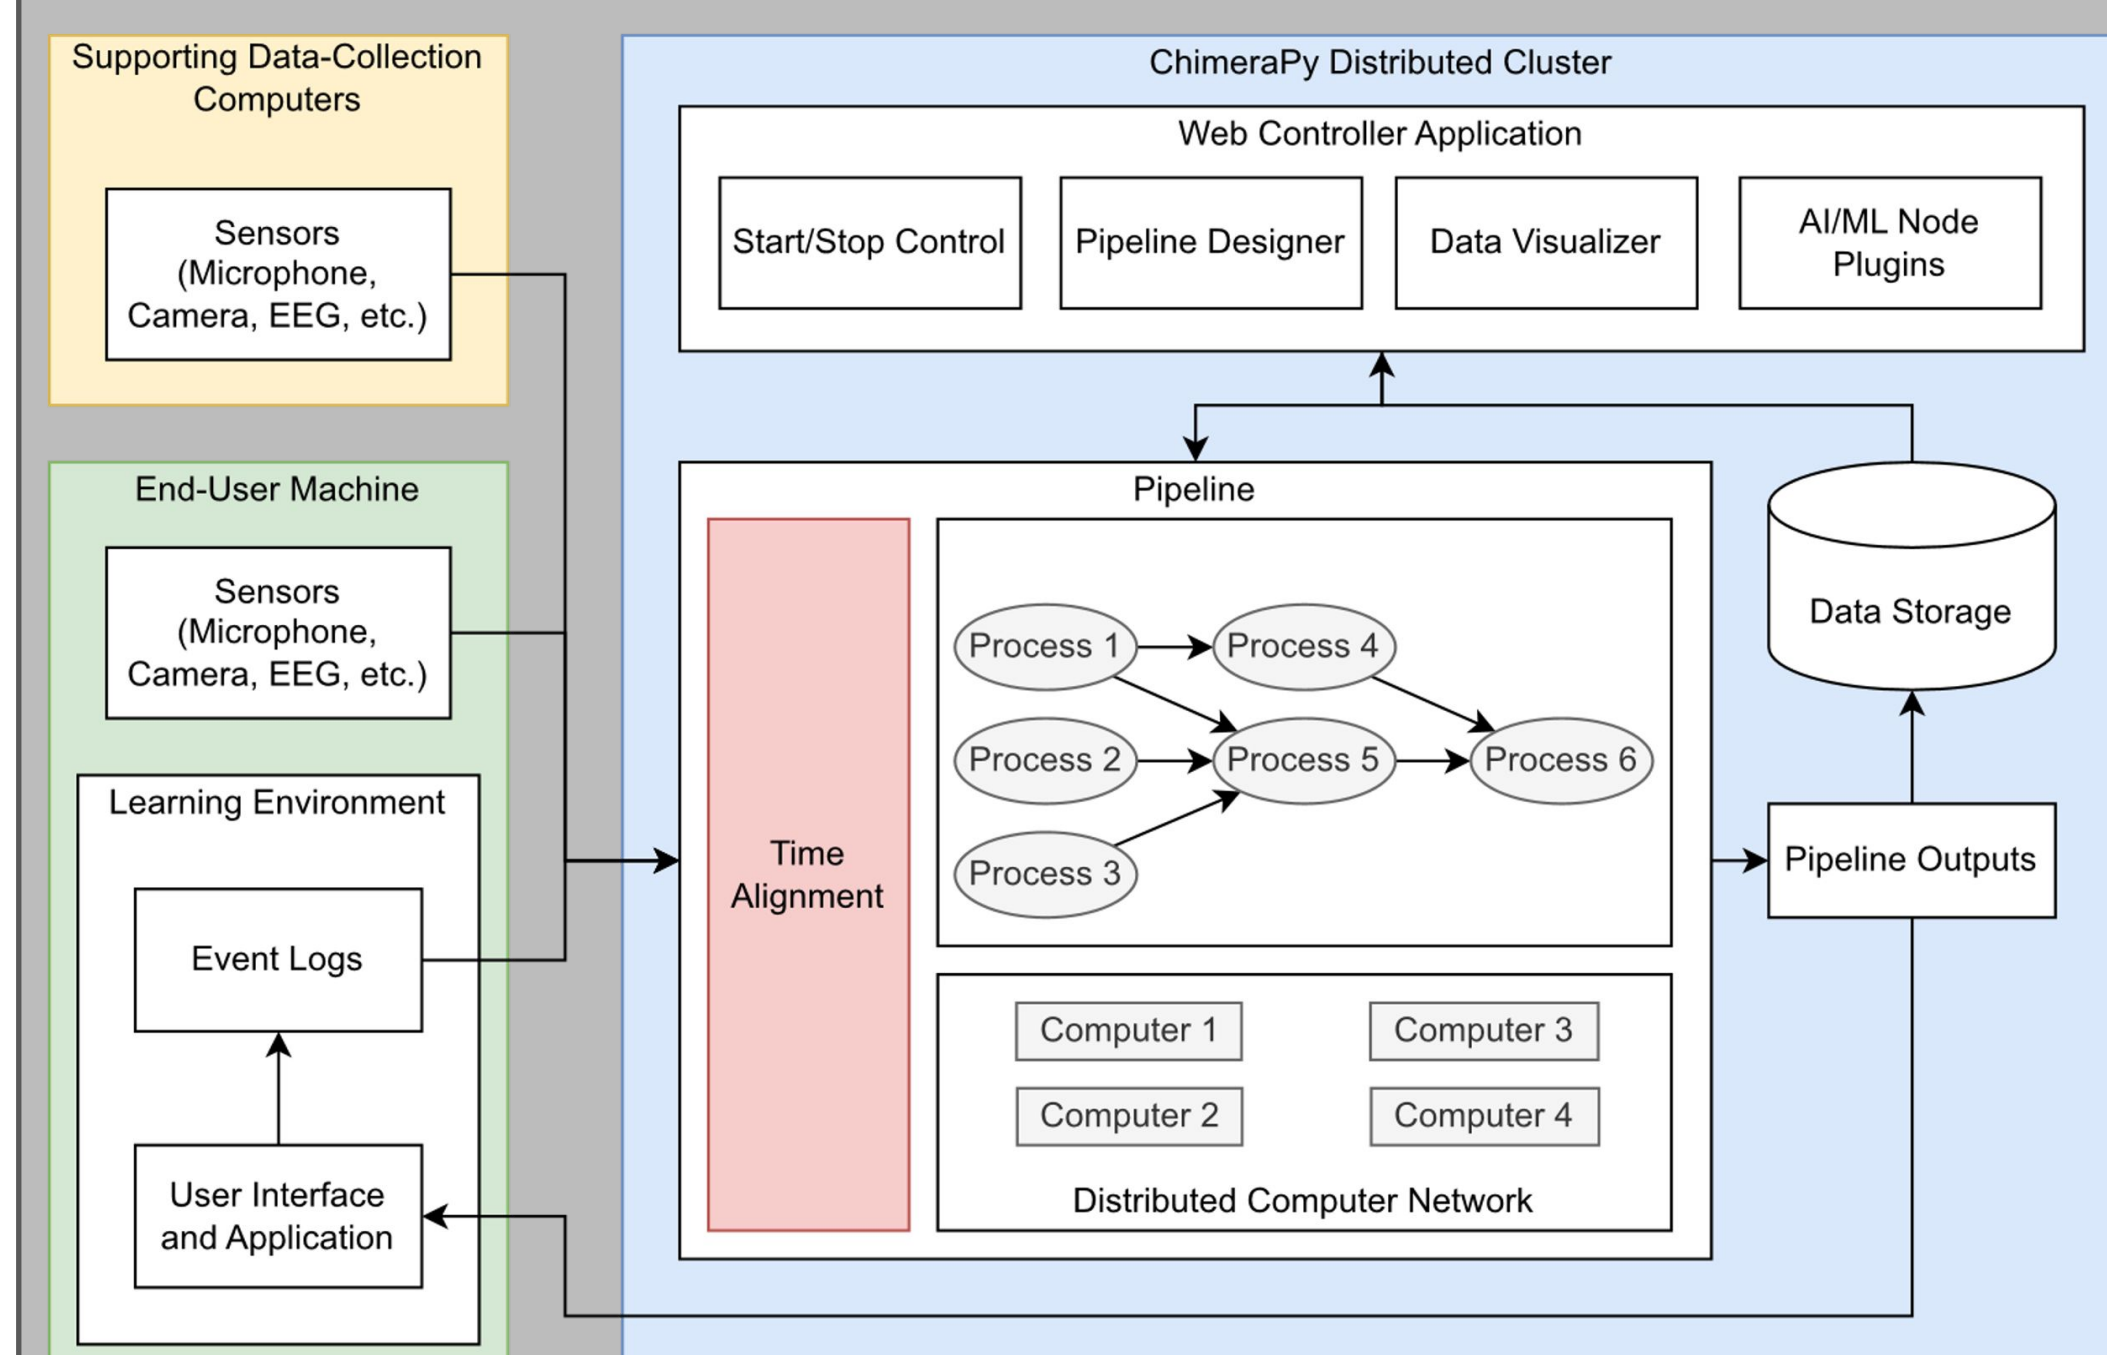 Supporting Data-Collection
Computers
Sensors
(Microphone,
Camera, EEG, etc.)
End-User Machine
Sensors
(Microphone,
Camera, EEG, etc.)
Learning Environment
Event Logs
User Interface
and Application
ChimeraPy Distributed Cluster
Web Controller Application
Start/Stop Control
Pipeline Designer
Data Visualizer
AI/ML Node
Plugins
Pipeline
Time
Alignment
Process 1
Process 4
Process 2
Process 5
Process 6
Process 3
Computer 1
Computer 3
Computer 2
Computer 4
Distributed Computer Network
Data Storage
Pipeline Outputs